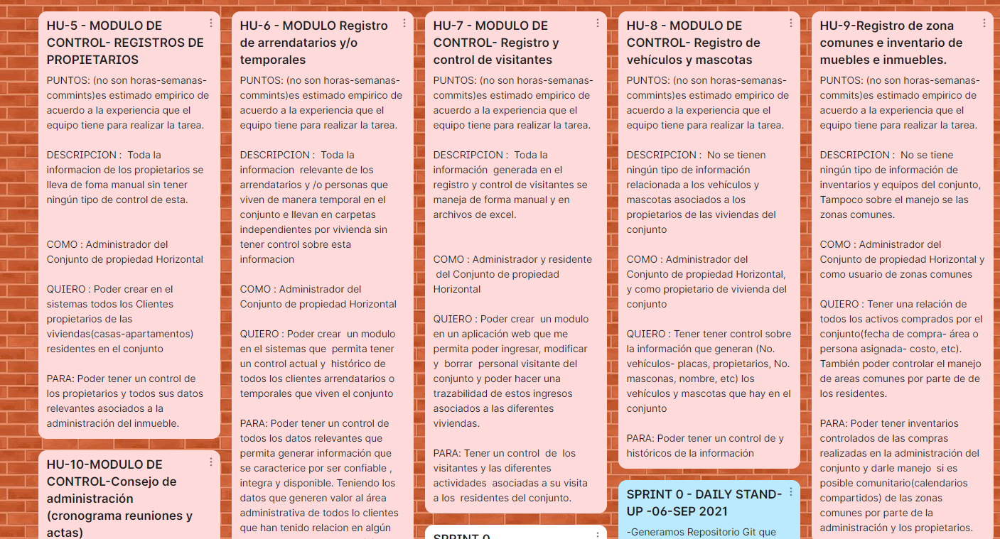 HU-5 - MODULO DE
CONTROL- REGISTROS DE
PROPIETARIOS
PUNTOS: (no son horas-semanas-
commints)es estimado empirico de
acuerdo a la experiencia que el
equipo tiene para realizar la tarea.
DESCRIPCION :  Toda la
informacion de los propietarios se
lleva de foma manual sin tener
ningún tipo de control de esta.
COMO : Administrador del
Conjunto de propiedad Horizontal
QUIERO : Poder crear en el
sistemas todos los Clientes
propietarios de las
viviendas(casas-apartamentos)
residentes en el conjunto
PARA: Poder tener un control de
los propietarios y todos sus datos
relevantes asociados a la
administración del inmueble.
HU-10-MODULO DE
CONTROL-Consejo de
administración
(cronograma reuniones y
actas)
HU-6 - MODULO Registro
de arrendatarios y/o
temporales
PUNTOS: (no son horas-semanas-
commints)es estimado empirico de
acuerdo a la experiencia que el
equipo tiene para realizar la tarea.
DESCRIPCION :  Toda la
informacion  relevante de los
arrendatarios y /o personas que
viven de manera temporal en el
conjunto e llevan en carpetas
independientes por vivienda sin
tener control sobre esta
informacion
COMO : Administrador del
Conjunto de propiedad Horizontal
QUIERO : Poder crear  un modulo
en el sistemas que  permita tener
un control actual y  histórico de
todos los clientes arrendatarios o
temporales que viven el conjunto
PARA: Poder tener un control de
todos los datos relevantes que
permita generar información que
se caracterice por ser confiable ,
integra y disponible. Teniendo los
datos que generen valor al área
administrativa de todos lo clientes
que han tenido relacion en algún
HU-7 - MODULO DE
CONTROL- Registro y
control de visitantes
PUNTOS: (no son horas-semanas-
commits)es estimado empirico de
acuerdo a la experiencia que el
equipo tiene para realizar la tarea.
DESCRIPCION :  Toda la
información  generada en el
registro y control de visitantes se
maneja de forma manual y en
archivos de excel.
COMO : Administrador y residente
del Conjunto de propiedad
Horizontal
QUIERO : Poder crear  un modulo
en un aplicación web que me
permita poder ingresar, modificar
y  borrar  personal visitante del
conjunto y poder hacer una
trazabilidad de estos ingresos
asociados a las diferentes
viviendas.
PARA: Tener un control  de  los
visitantes y las diferentes
actividades  asociadas a su visita
a los  residentes del conjunto.
SPRINT 0
HU-8 - MODULO DE
CONTROL- Registro de
vehículos y mascotas
PUNTOS: (no son horas-semanas-
commits)es estimado empirico de
acuerdo a la experiencia que el
equipo tiene para realizar la tarea.
DESCRIPCION :  No se tienen
ningún tipo de información
relacionada a los vehículos y
mascotas asociados a los
propietarios de las viviendas del
conjunto
COMO : Administrador del
Conjunto de propiedad Horizontal,
y como propietario de vivienda del
conjunto
QUIERO : Tener tener control sobre
la información que generan (No.
vehículos- placas, propietarios, No.
masconas, nombre, etc) los
vehículos y mascotas que hay en el
conjunto
PARA: Poder tener un control de y
históricos de la información
SPRINT 0 - DAILY STAND-
UP -06-SEP 2021
-Generamos Repositorio Git que
HU-9-Registro de zona
comunes e inventario de
muebles e inmuebles.
PUNTOS: (no son horas-semanas-
commits)es estimado empirico de
acuerdo a la experiencia que el
equipo tiene para realizar la tarea.
DESCRIPCION :  No se tiene
ningún tipo de información de
inventarios y equipos del conjunto,
Tampoco sobre el manejo se las
zonas comunes.
COMO : Administrador del
Conjunto de propiedad Horizontal y
como usuario de zonas comunes
QUIERO : Tener una relación de
todos los activos comprados por el
conjunto(fecha de compra- área o
persona asignada- costo, etc).
También poder controlar el manejo
de areas comunes por parte de de
los residentes.
PARA: Poder tener inventarios
controlados de las compras
realizadas en la administración del
conjunto y darle manejo  si es
posible comunitario(calendarios
compartidos) de las zonas
comunes por parte de la
administración y los propietarios.